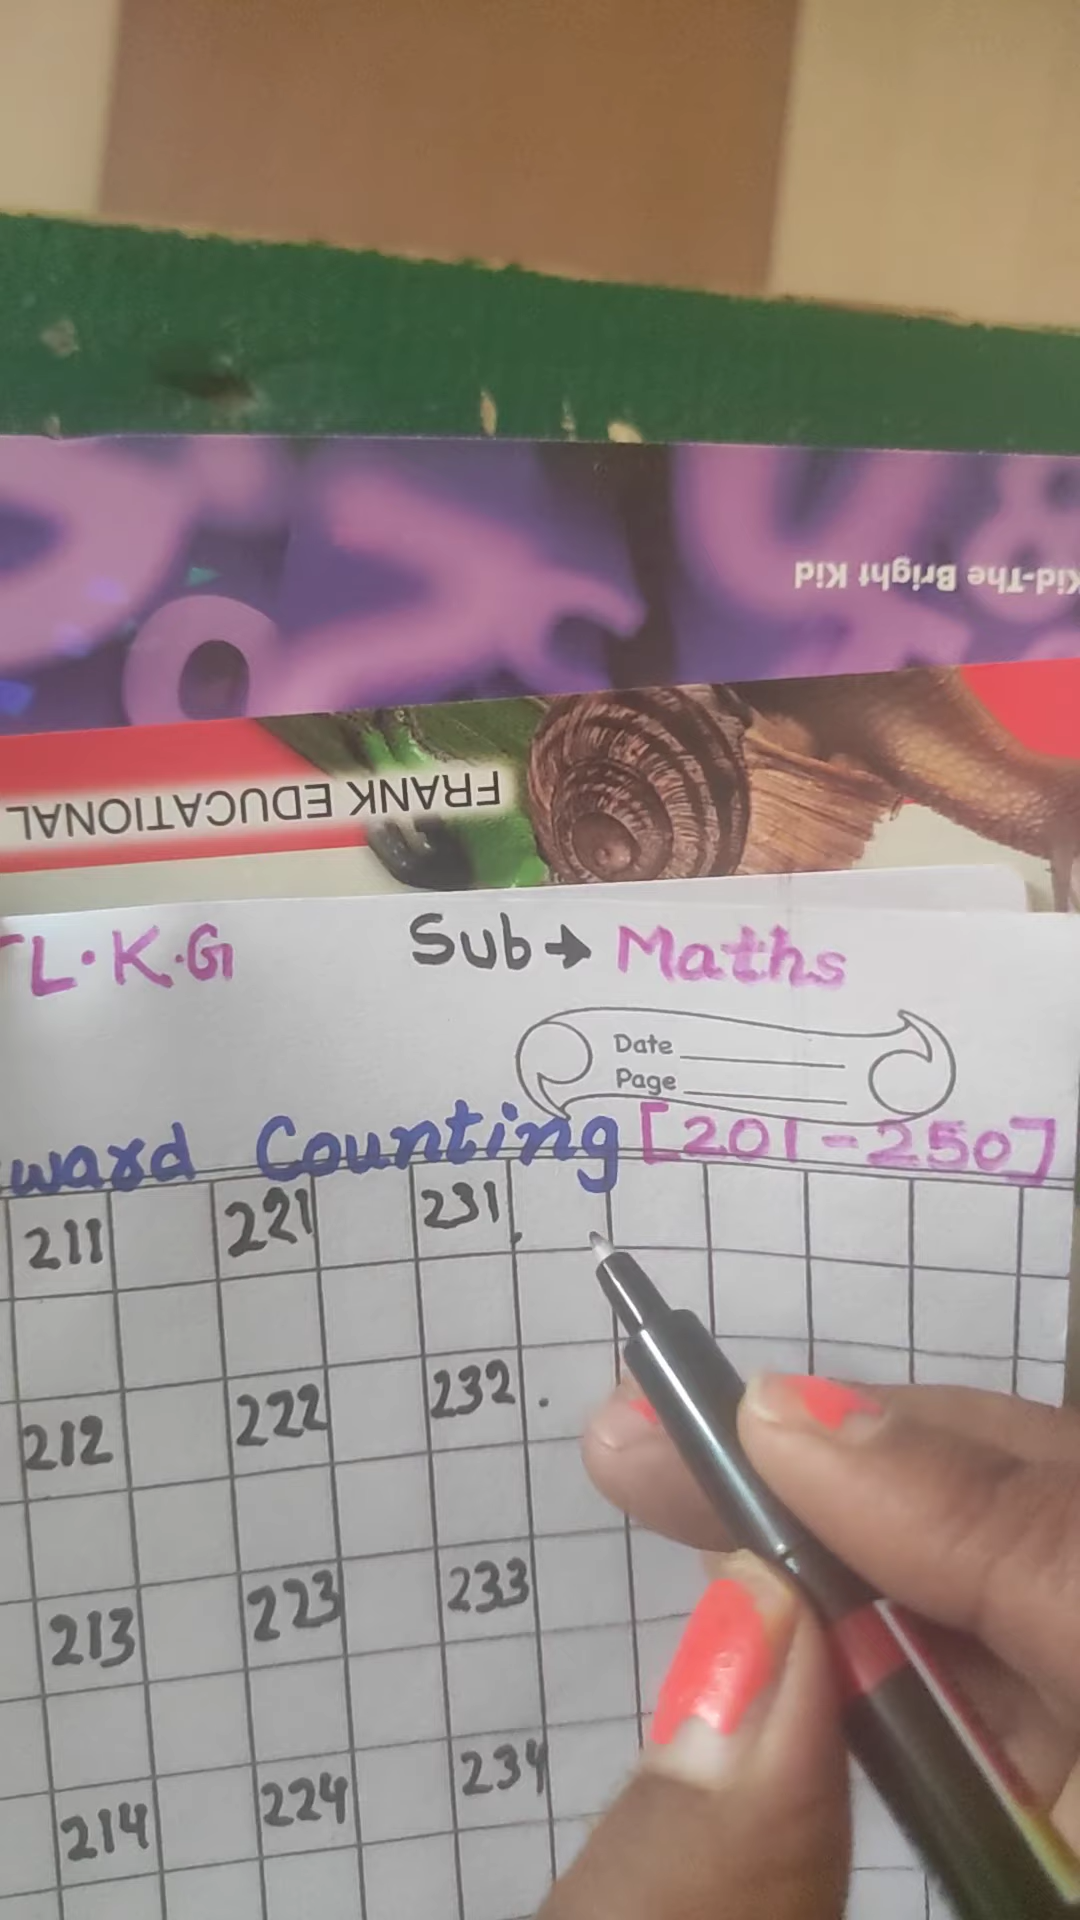 Kid-The Bright Kid
FRANK EDUCATIONAL
L.K.G Sub → Maths
Date
Page
ward Counting [201-250]
211 221 231
212 222 232
213 223 233
214 224 234